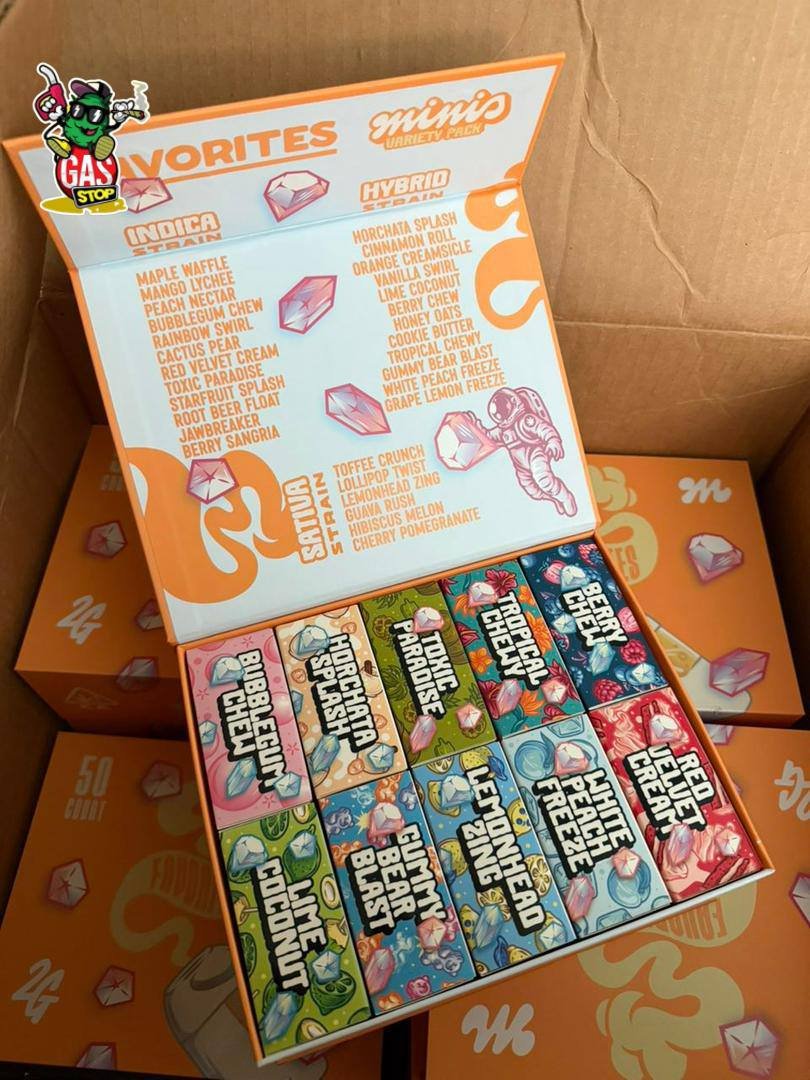 GAS
STOP
FAVORITES
minis
VARIETY PACK
INDICA
STRAIN
MAPLE WAFFLE
MANGO LYCHEE
PEACH NECTAR
BUBBLEGUM CHEW
RAINBOW SWIRL
CACTUS PEAR
RED VELVET CREAM
TOXIC PARADISE
STARFRUIT SPLASH
ROOT BEER FLOAT
JAWBREAKER
BERRY SANGRIA
HYBRID
STRAIN
HORCHATA SPLASH
CINNAMON ROLL
ORANGE CREAMSICLE
VANILLA SWIRL
LIME COCONUT
BERRY CHEW
HONEY OATS
COOKIE BUTTER
TROPICAL CHEWY
GUMMY BEAR BLAST
WHITE PEACH FREEZE
GRAPE LEMON FREEZE
SATIVA
STRAIN
TOFFEE CRUNCH
LOLLIPOP TWIST
LEMONHEAD ZING
GUAVA RUSH
HIBISCUS MELON
CHERRY POMEGRANATE
BUBBLEGUM
CHEW
HORCHATA
SPLASH
TOXIC
PARADISE
TROPICAL
CHEWY
BERRY
CHEW
LIME
COCONUT
GUMMY
BEAR
BLAST
LEMONHEAD
ZING
WHITE
PEACH
FREEZE
RED
VELVET
CREAM
2G
50
COUNT
2G